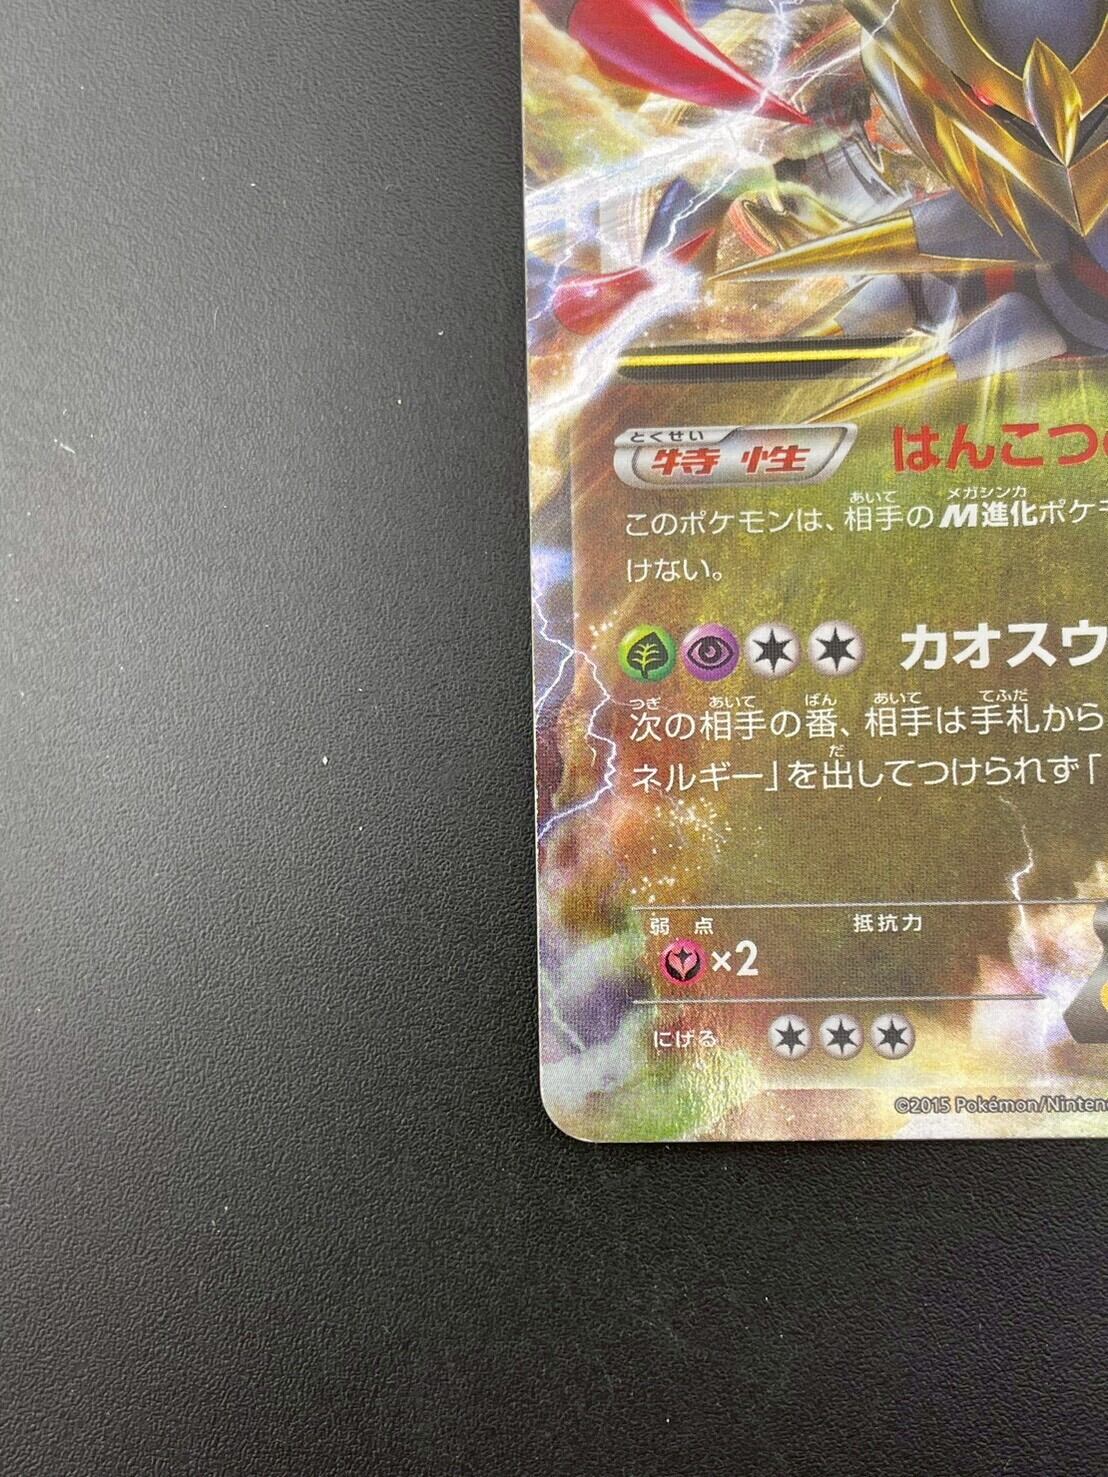 とくせい
特性 はんこつ
あいて メガシンカ
このポケモンは、相手のM進化ポケモ
けない。
カオスウ
つぎ あいて ばん あいて てふだ
次の相手の番、相手は手札から
だ
ネルギー」を出してつけられず「
弱点 抵抗力
×2
にげる
©2015 Pokémon/Ninten